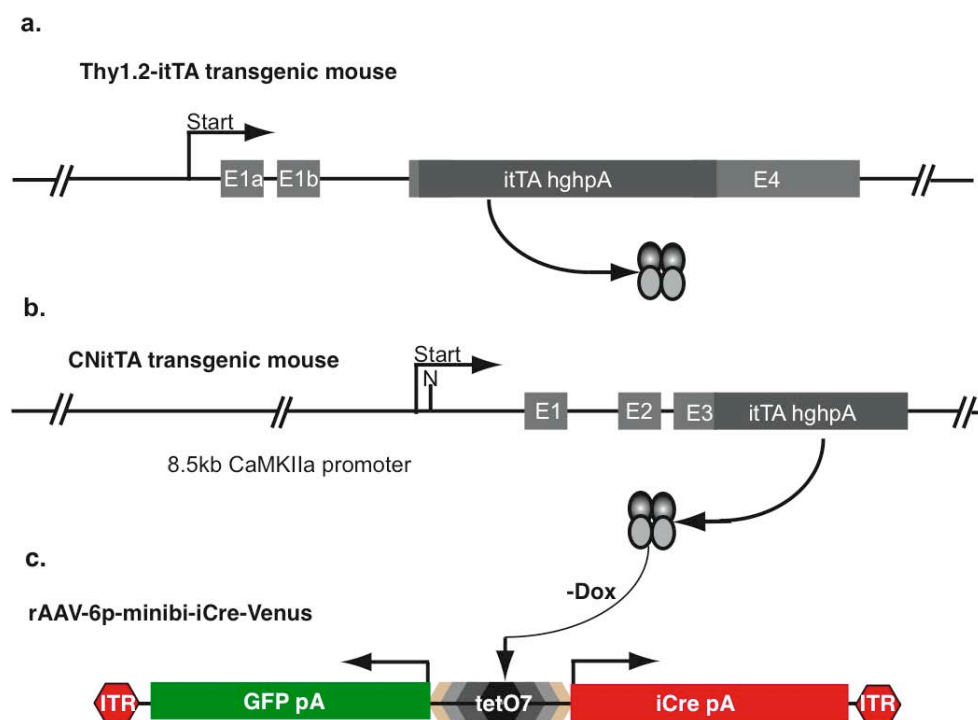 a.
Thy1.2-itTA transgenic mouse
Start
E1a E1b itTA hghpA E4
b.
CNitTA transgenic mouse
Start
N
E1 E2 E3 itTA hghpA
8.5kb CaMKIIa promoter
c.
-Dox
rAAV-6p-minibi-iCre-Venus
ITR GFP pA tetO7 iCre pA ITR